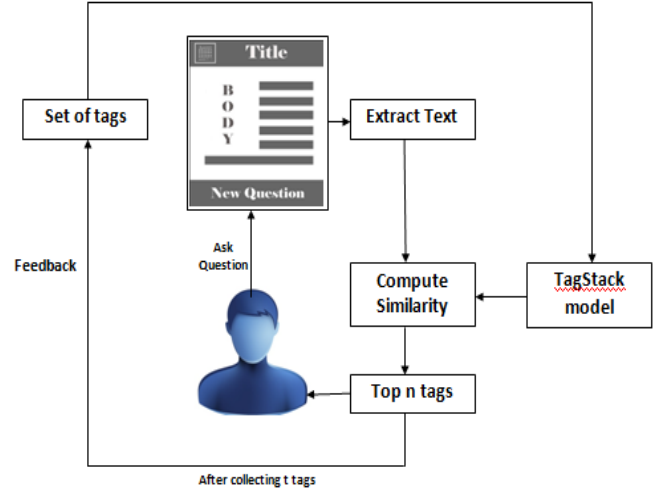 Title
B
O
D
Y
New Question
Set of tags
Extract Text
Ask
Question
Feedback
Compute
Similarity
TagStack
model
Top n tags
After collecting t tags